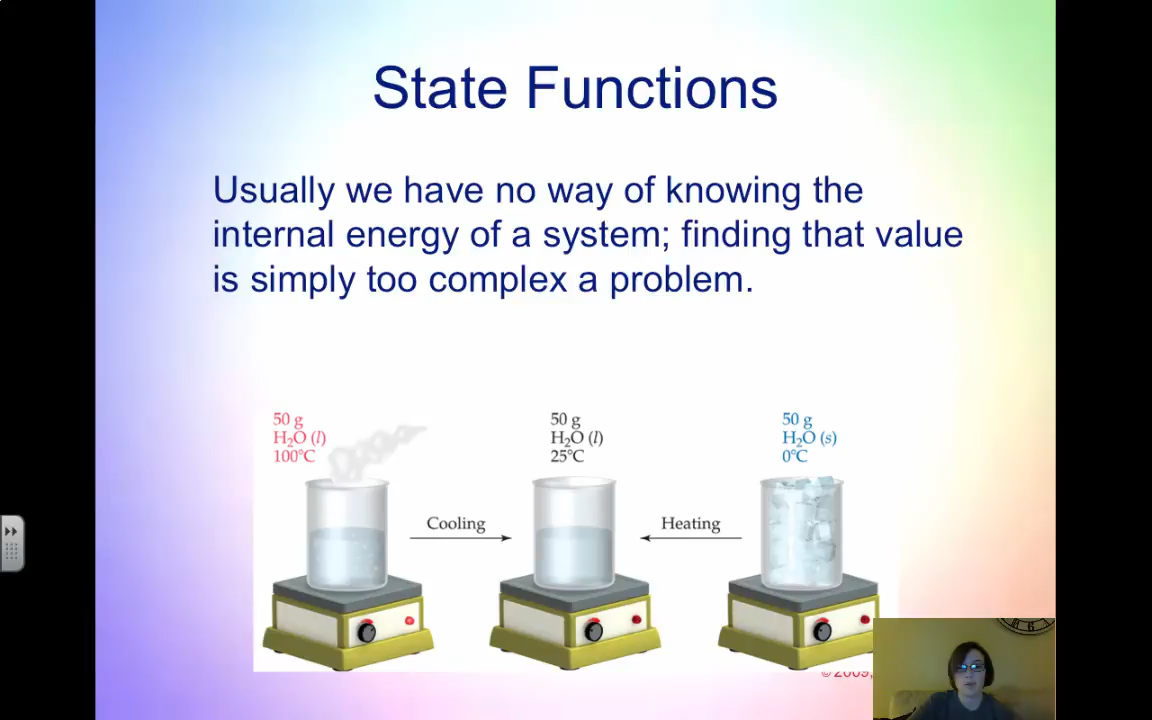 State Functions
Usually we have no way of knowing the
internal energy of a system; finding that value
is simply too complex a problem.
50 g
H₂O (l)
100°C
50 g
H₂O (l)
25°C
50 g
H₂O (s)
0°C
Cooling
Heating
© 2009,